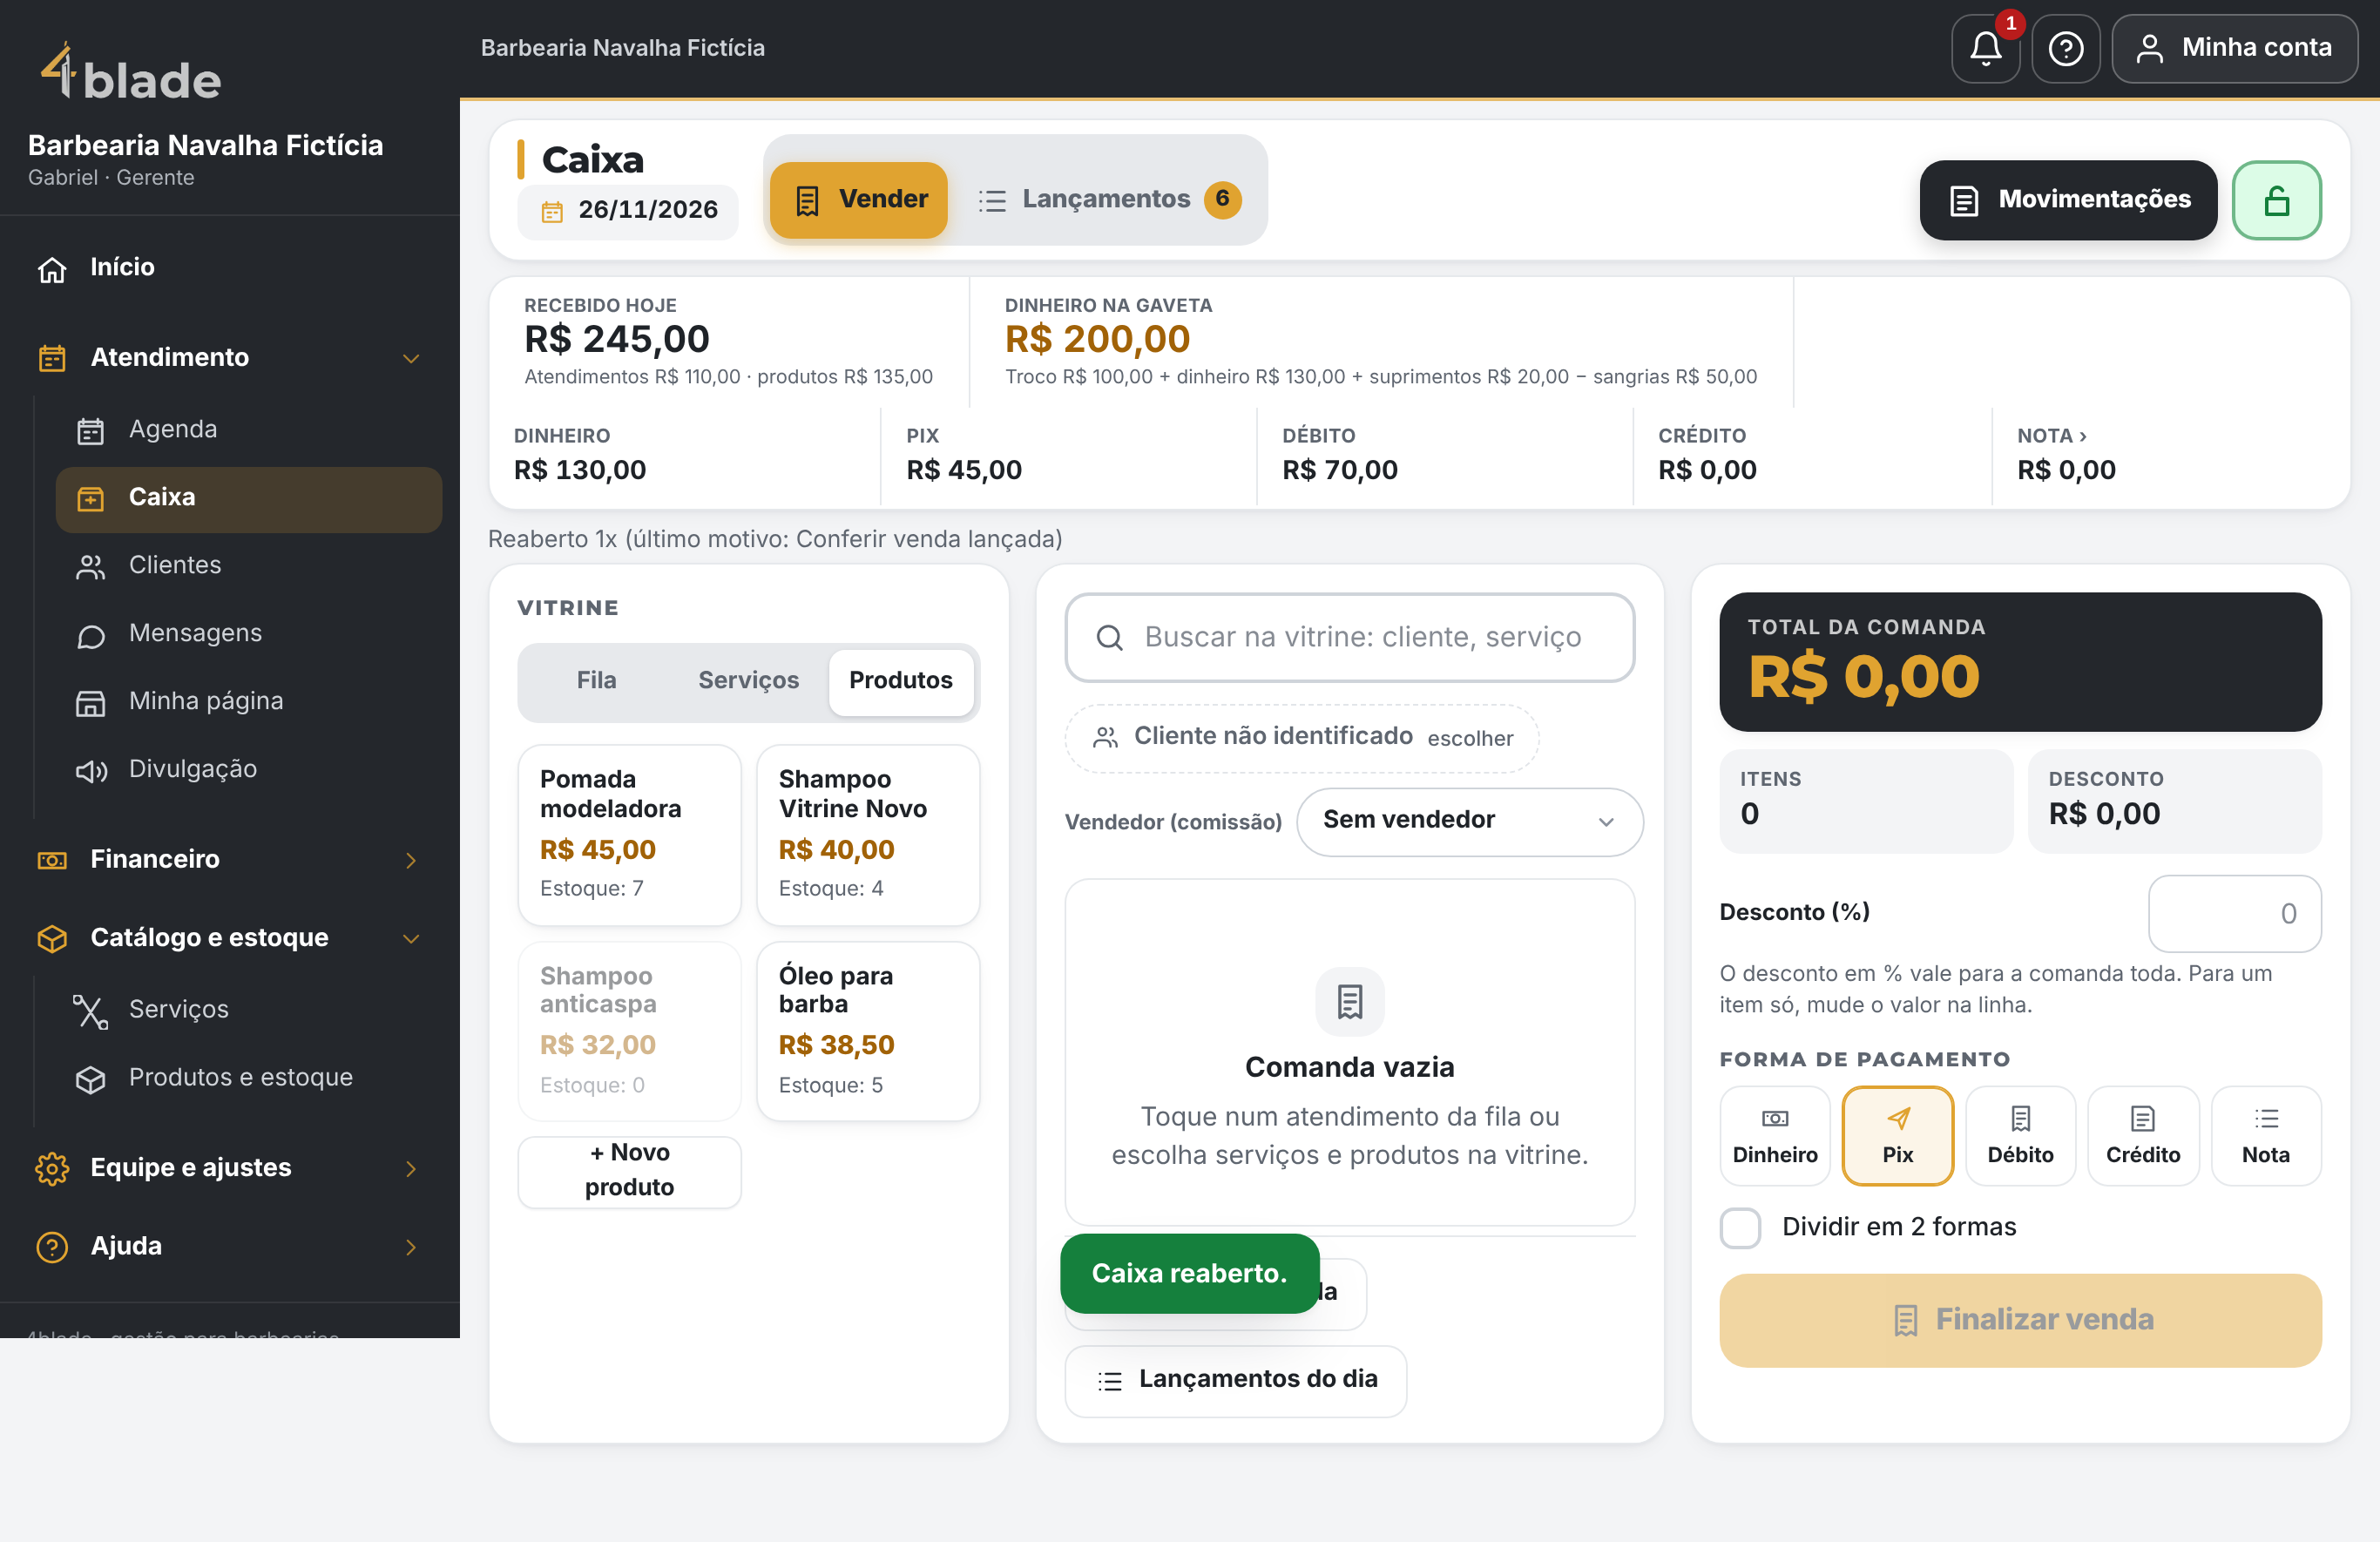 4blade
Barbearia Navalha Fictícia
Gabriel · Gerente
Início
Atendimento
Agenda
Caixa
Clientes
Mensagens
Minha página
Divulgação
Financeiro
Catálogo e estoque
Serviços
Produtos e estoque
Equipe e ajustes
Ajuda
4blade · gestão para barbearias
Barbearia Navalha Fictícia
1
Minha conta
Caixa
26/11/2026
Vender
Lançamentos 6
Movimentações
RECEBIDO HOJE
R$ 245,00
Atendimentos R$ 110,00 · produtos R$ 135,00
DINHEIRO NA GAVETA
R$ 200,00
Troco R$ 100,00 + dinheiro R$ 130,00 + suprimentos R$ 20,00 − sangrias R$ 50,00
DINHEIRO
R$ 130,00
PIX
R$ 45,00
DÉBITO
R$ 70,00
CRÉDITO
R$ 0,00
NOTA ›
R$ 0,00
Reaberto 1x (último motivo: Conferir venda lançada)
VITRINE
Fila
Serviços
Produtos
Pomada
modeladora
R$ 45,00
Estoque: 7
Shampoo
Vitrine Novo
R$ 40,00
Estoque: 4
Shampoo
anticaspa
R$ 32,00
Estoque: 0
Óleo para
barba
R$ 38,50
Estoque: 5
+ Novo
produto
Buscar na vitrine: cliente, serviço
Cliente não identificado escolher
Vendedor (comissão)
Sem vendedor
Comanda vazia
Toque num atendimento da fila ou
escolha serviços e produtos na vitrine.
Caixa reaberto.
Lançamentos do dia
TOTAL DA COMANDA
R$ 0,00
ITENS
0
DESCONTO
R$ 0,00
Desconto (%)
0
O desconto em % vale para a comanda toda. Para um
item só, mude o valor na linha.
FORMA DE PAGAMENTO
Dinheiro
Pix
Débito
Crédito
Nota
Dividir em 2 formas
Finalizar venda